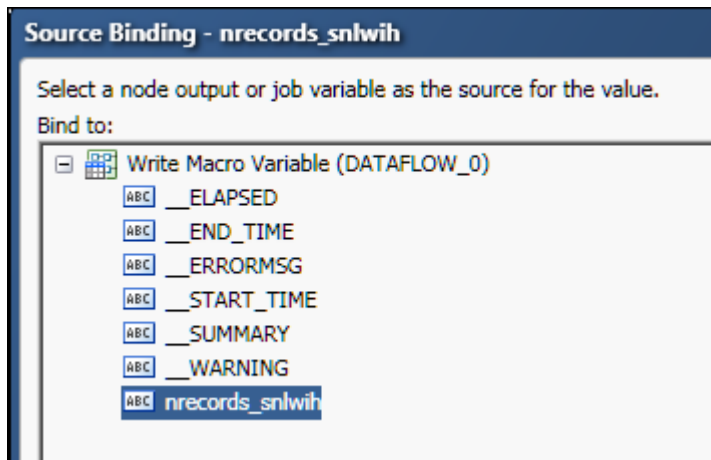 Source Binding - nrecords_snlwih
Select a node output or job variable as the source for the value.
Bind to:
Write Macro Variable (DATAFLOW_0)
ABC __ELAPSED
ABC __END_TIME
ABC __ERRORMSG
ABC __START_TIME
ABC __SUMMARY
ABC __WARNING
ABC nrecords_snlwih